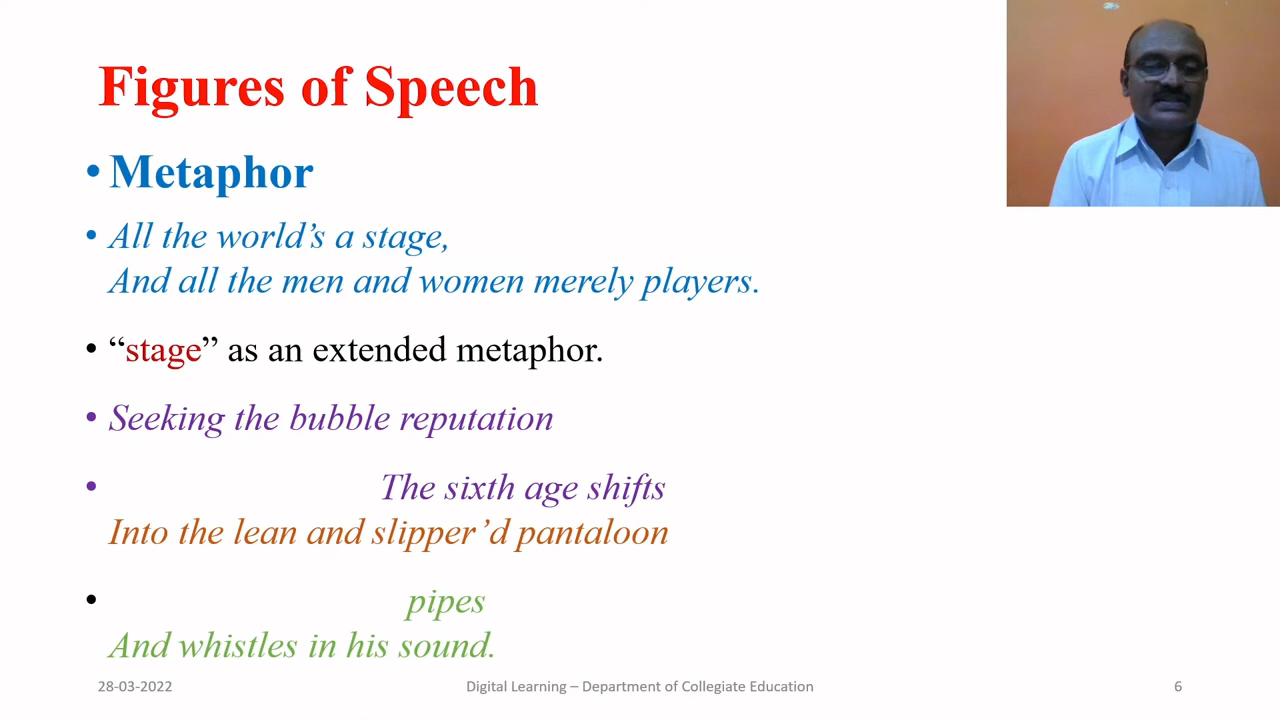 Figures of Speech
• Metaphor
• All the world’s a stage,
And all the men and women merely players.
• “stage” as an extended metaphor.
• Seeking the bubble reputation
• The sixth age shifts
Into the lean and slipper’d pantaloon
• pipes
And whistles in his sound.
28-03-2022 Digital Learning – Department of Collegiate Education 6